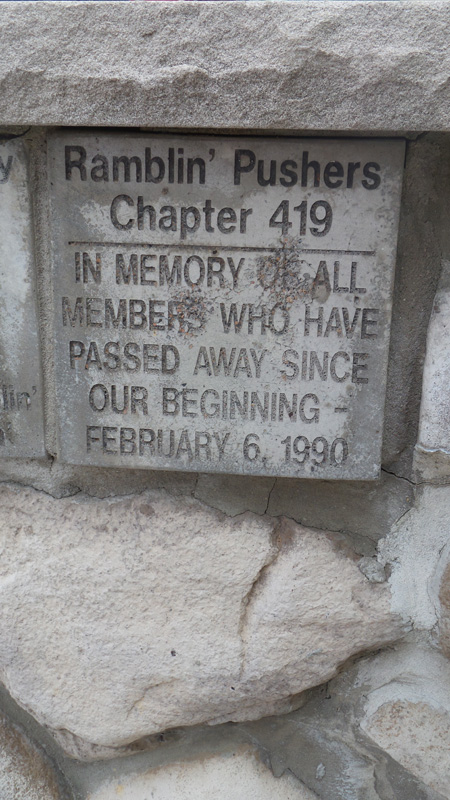 Ramblin' Pushers
Chapter 419
IN MEMORY OF ALL
MEMBERS WHO HAVE
PASSED AWAY SINCE
OUR BEGINNING -
FEBRUARY 6, 1990